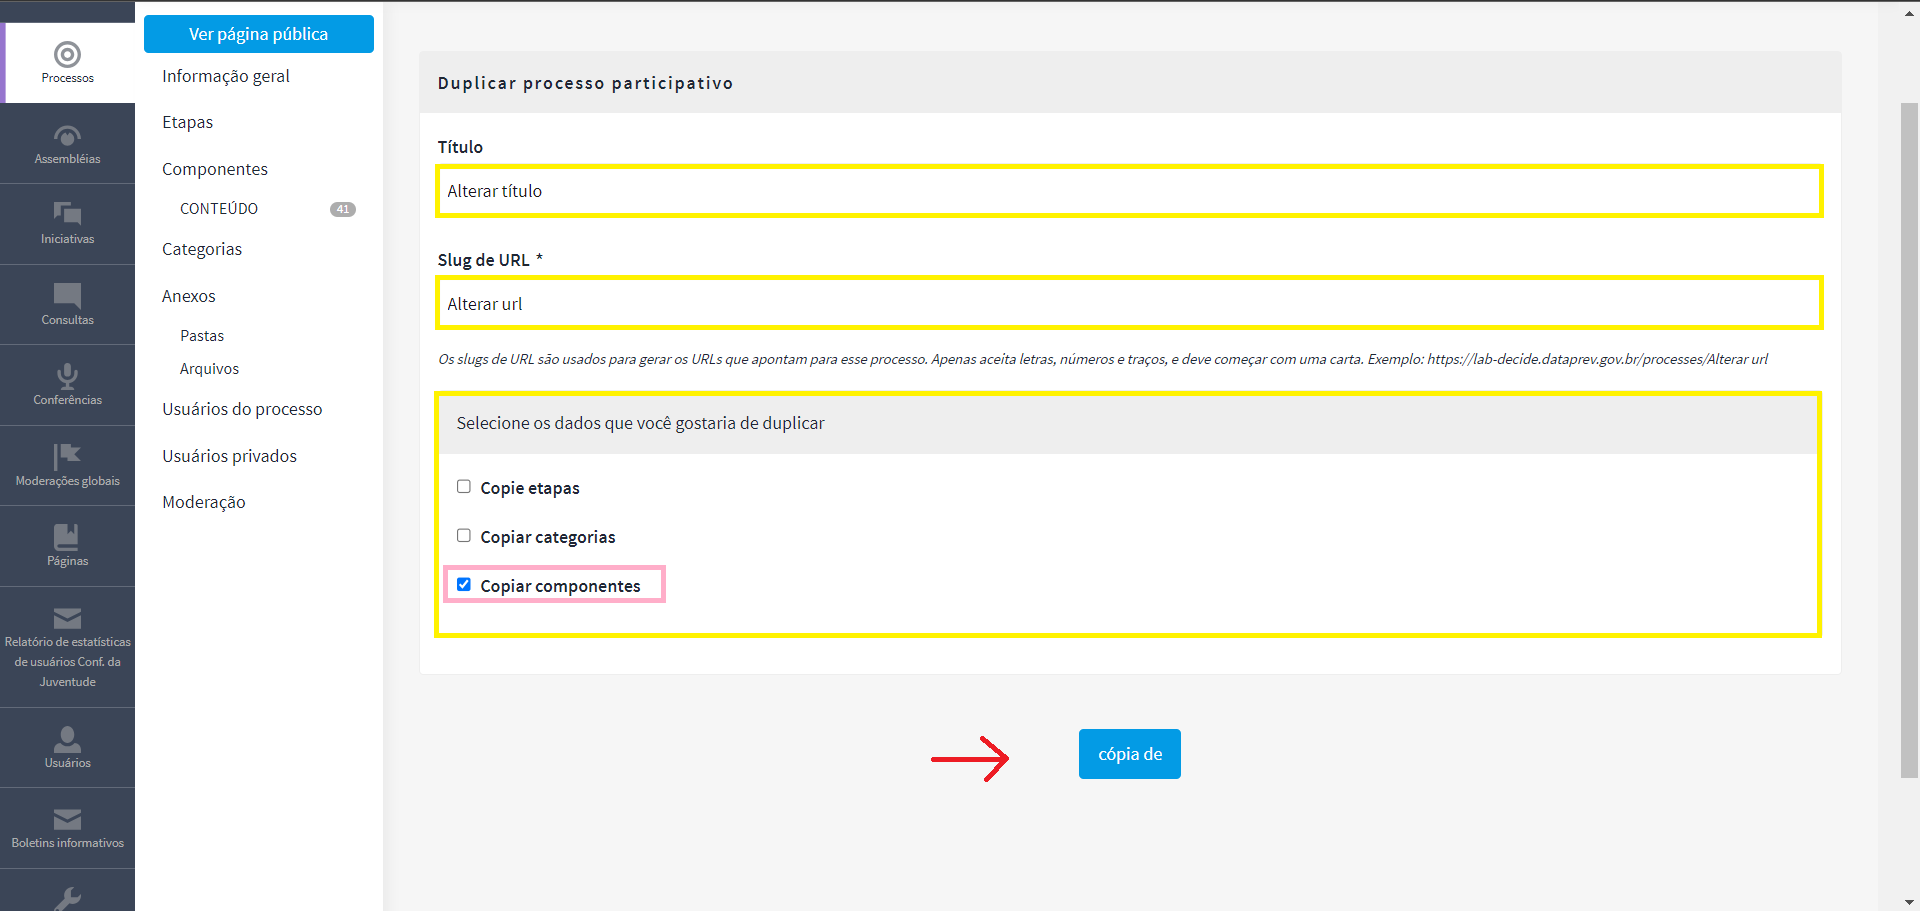 Processos
Assembléias
Iniciativas
Consultas
Conferências
Moderações globais
Páginas
Relatório de estatísticas
de usuários Conf. da
Juventude
Usuários
Boletins informativos
Ver página pública
Informação geral
Etapas
Componentes
CONTEÚDO 41
Categorias
Anexos
Pastas
Arquivos
Usuários do processo
Usuários privados
Moderação
Duplicar processo participativo
Título
Alterar título
Slug de URL *
Alterar url
Os slugs de URL são usados para gerar os URLs que apontam para esse processo. Apenas aceita letras, números e traços, e deve começar com uma carta. Exemplo: https://lab-decide.dataprev.gov.br/processes/Alterar url
Selecione os dados que você gostaria de duplicar
Copie etapas
Copiar categorias
Copiar componentes
cópia de